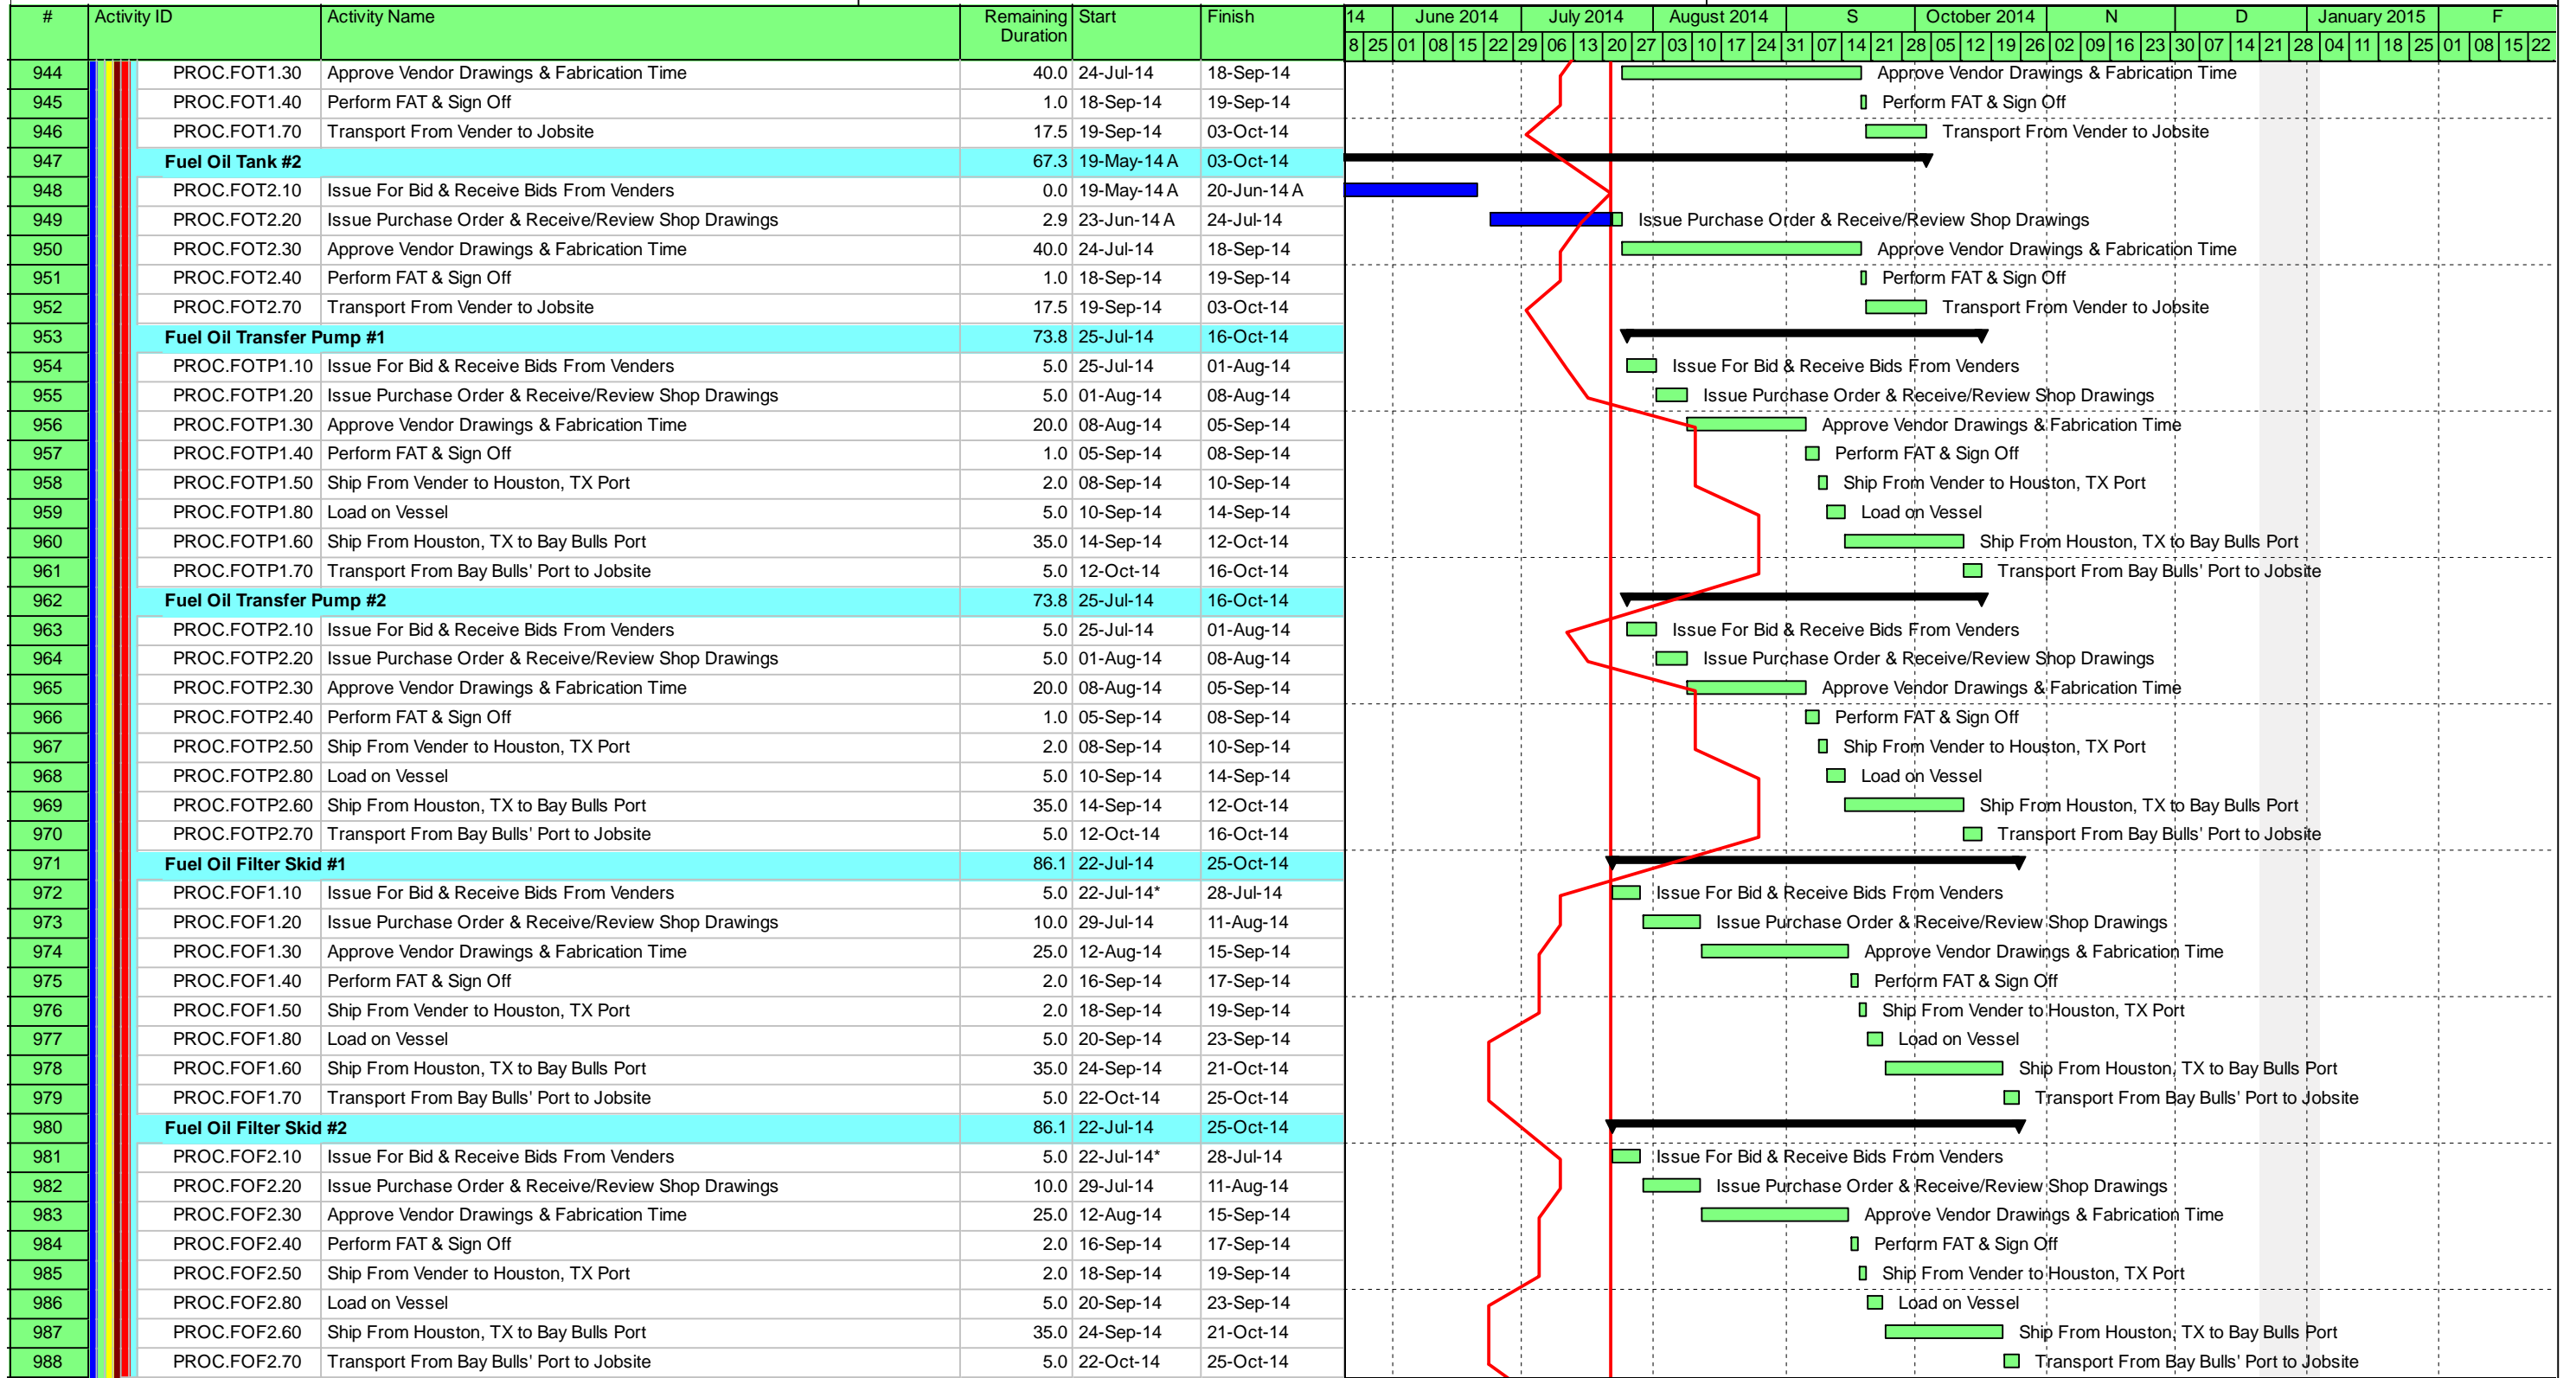 # Activity ID Activity Name Remaining Duration Start Finish 14 June 2014 July 2014 August 2014 S October 2014 N D January 2015 F
8 25 01 08 15 22 29 06 13 20 27 03 10 17 24 31 07 14 21 28 05 12 19 26 02 09 16 23 30 07 14 21 28 04 11 18 25 01 08 15 22
944 PROC.FOT1.30 Approve Vendor Drawings & Fabrication Time 40.0 24-Jul-14 18-Sep-14 Approve Vendor Drawings & Fabrication Time
945 PROC.FOT1.40 Perform FAT & Sign Off 1.0 18-Sep-14 19-Sep-14 Perform FAT & Sign Off
946 PROC.FOT1.70 Transport From Vender to Jobsite 17.5 19-Sep-14 03-Oct-14 Transport From Vender to Jobsite
947 Fuel Oil Tank #2 67.3 19-May-14 A 03-Oct-14
948 PROC.FOT2.10 Issue For Bid & Receive Bids From Venders 0.0 19-May-14 A 20-Jun-14 A
949 PROC.FOT2.20 Issue Purchase Order & Receive/Review Shop Drawings 2.9 23-Jun-14 A 24-Jul-14 Issue Purchase Order & Receive/Review Shop Drawings
950 PROC.FOT2.30 Approve Vendor Drawings & Fabrication Time 40.0 24-Jul-14 18-Sep-14 Approve Vendor Drawings & Fabrication Time
951 PROC.FOT2.40 Perform FAT & Sign Off 1.0 18-Sep-14 19-Sep-14 Perform FAT & Sign Off
952 PROC.FOT2.70 Transport From Vender to Jobsite 17.5 19-Sep-14 03-Oct-14 Transport From Vender to Jobsite
953 Fuel Oil Transfer Pump #1 73.8 25-Jul-14 16-Oct-14
954 PROC.FOTP1.10 Issue For Bid & Receive Bids From Venders 5.0 25-Jul-14 01-Aug-14 Issue For Bid & Receive Bids From Venders
955 PROC.FOTP1.20 Issue Purchase Order & Receive/Review Shop Drawings 5.0 01-Aug-14 08-Aug-14 Issue Purchase Order & Receive/Review Shop Drawings
956 PROC.FOTP1.30 Approve Vendor Drawings & Fabrication Time 20.0 08-Aug-14 05-Sep-14 Approve Vendor Drawings & Fabrication Time
957 PROC.FOTP1.40 Perform FAT & Sign Off 1.0 05-Sep-14 08-Sep-14 Perform FAT & Sign Off
958 PROC.FOTP1.50 Ship From Vender to Houston, TX Port 2.0 08-Sep-14 10-Sep-14 Ship From Vender to Houston, TX Port
959 PROC.FOTP1.80 Load on Vessel 5.0 10-Sep-14 14-Sep-14 Load on Vessel
960 PROC.FOTP1.60 Ship From Houston, TX to Bay Bulls Port 35.0 14-Sep-14 12-Oct-14 Ship From Houston, TX to Bay Bulls Port
961 PROC.FOTP1.70 Transport From Bay Bulls' Port to Jobsite 5.0 12-Oct-14 16-Oct-14 Transport From Bay Bulls' Port to Jobsite
962 Fuel Oil Transfer Pump #2 73.8 25-Jul-14 16-Oct-14
963 PROC.FOTP2.10 Issue For Bid & Receive Bids From Venders 5.0 25-Jul-14 01-Aug-14 Issue For Bid & Receive Bids From Venders
964 PROC.FOTP2.20 Issue Purchase Order & Receive/Review Shop Drawings 5.0 01-Aug-14 08-Aug-14 Issue Purchase Order & Receive/Review Shop Drawings
965 PROC.FOTP2.30 Approve Vendor Drawings & Fabrication Time 20.0 08-Aug-14 05-Sep-14 Approve Vendor Drawings & Fabrication Time
966 PROC.FOTP2.40 Perform FAT & Sign Off 1.0 05-Sep-14 08-Sep-14 Perform FAT & Sign Off
967 PROC.FOTP2.50 Ship From Vender to Houston, TX Port 2.0 08-Sep-14 10-Sep-14 Ship From Vender to Houston, TX Port
968 PROC.FOTP2.80 Load on Vessel 5.0 10-Sep-14 14-Sep-14 Load on Vessel
969 PROC.FOTP2.60 Ship From Houston, TX to Bay Bulls Port 35.0 14-Sep-14 12-Oct-14 Ship From Houston, TX to Bay Bulls Port
970 PROC.FOTP2.70 Transport From Bay Bulls' Port to Jobsite 5.0 12-Oct-14 16-Oct-14 Transport From Bay Bulls' Port to Jobsite
971 Fuel Oil Filter Skid #1 86.1 22-Jul-14 25-Oct-14
972 PROC.FOF1.10 Issue For Bid & Receive Bids From Venders 5.0 22-Jul-14* 28-Jul-14 Issue For Bid & Receive Bids From Venders
973 PROC.FOF1.20 Issue Purchase Order & Receive/Review Shop Drawings 10.0 29-Jul-14 11-Aug-14 Issue Purchase Order & Receive/Review Shop Drawings
974 PROC.FOF1.30 Approve Vendor Drawings & Fabrication Time 25.0 12-Aug-14 15-Sep-14 Approve Vendor Drawings & Fabrication Time
975 PROC.FOF1.40 Perform FAT & Sign Off 2.0 16-Sep-14 17-Sep-14 Perform FAT & Sign Off
976 PROC.FOF1.50 Ship From Vender to Houston, TX Port 2.0 18-Sep-14 19-Sep-14 Ship From Vender to Houston, TX Port
977 PROC.FOF1.80 Load on Vessel 5.0 20-Sep-14 23-Sep-14 Load on Vessel
978 PROC.FOF1.60 Ship From Houston, TX to Bay Bulls Port 35.0 24-Sep-14 21-Oct-14 Ship From Houston, TX to Bay Bulls Port
979 PROC.FOF1.70 Transport From Bay Bulls' Port to Jobsite 5.0 22-Oct-14 25-Oct-14 Transport From Bay Bulls' Port to Jobsite
980 Fuel Oil Filter Skid #2 86.1 22-Jul-14 25-Oct-14
981 PROC.FOF2.10 Issue For Bid & Receive Bids From Venders 5.0 22-Jul-14* 28-Jul-14 Issue For Bid & Receive Bids From Venders
982 PROC.FOF2.20 Issue Purchase Order & Receive/Review Shop Drawings 10.0 29-Jul-14 11-Aug-14 Issue Purchase Order & Receive/Review Shop Drawings
983 PROC.FOF2.30 Approve Vendor Drawings & Fabrication Time 25.0 12-Aug-14 15-Sep-14 Approve Vendor Drawings & Fabrication Time
984 PROC.FOF2.40 Perform FAT & Sign Off 2.0 16-Sep-14 17-Sep-14 Perform FAT & Sign Off
985 PROC.FOF2.50 Ship From Vender to Houston, TX Port 2.0 18-Sep-14 19-Sep-14 Ship From Vender to Houston, TX Port
986 PROC.FOF2.80 Load on Vessel 5.0 20-Sep-14 23-Sep-14 Load on Vessel
987 PROC.FOF2.60 Ship From Houston, TX to Bay Bulls Port 35.0 24-Sep-14 21-Oct-14 Ship From Houston, TX to Bay Bulls Port
988 PROC.FOF2.70 Transport From Bay Bulls' Port to Jobsite 5.0 22-Oct-14 25-Oct-14 Transport From Bay Bulls' Port to Jobsite